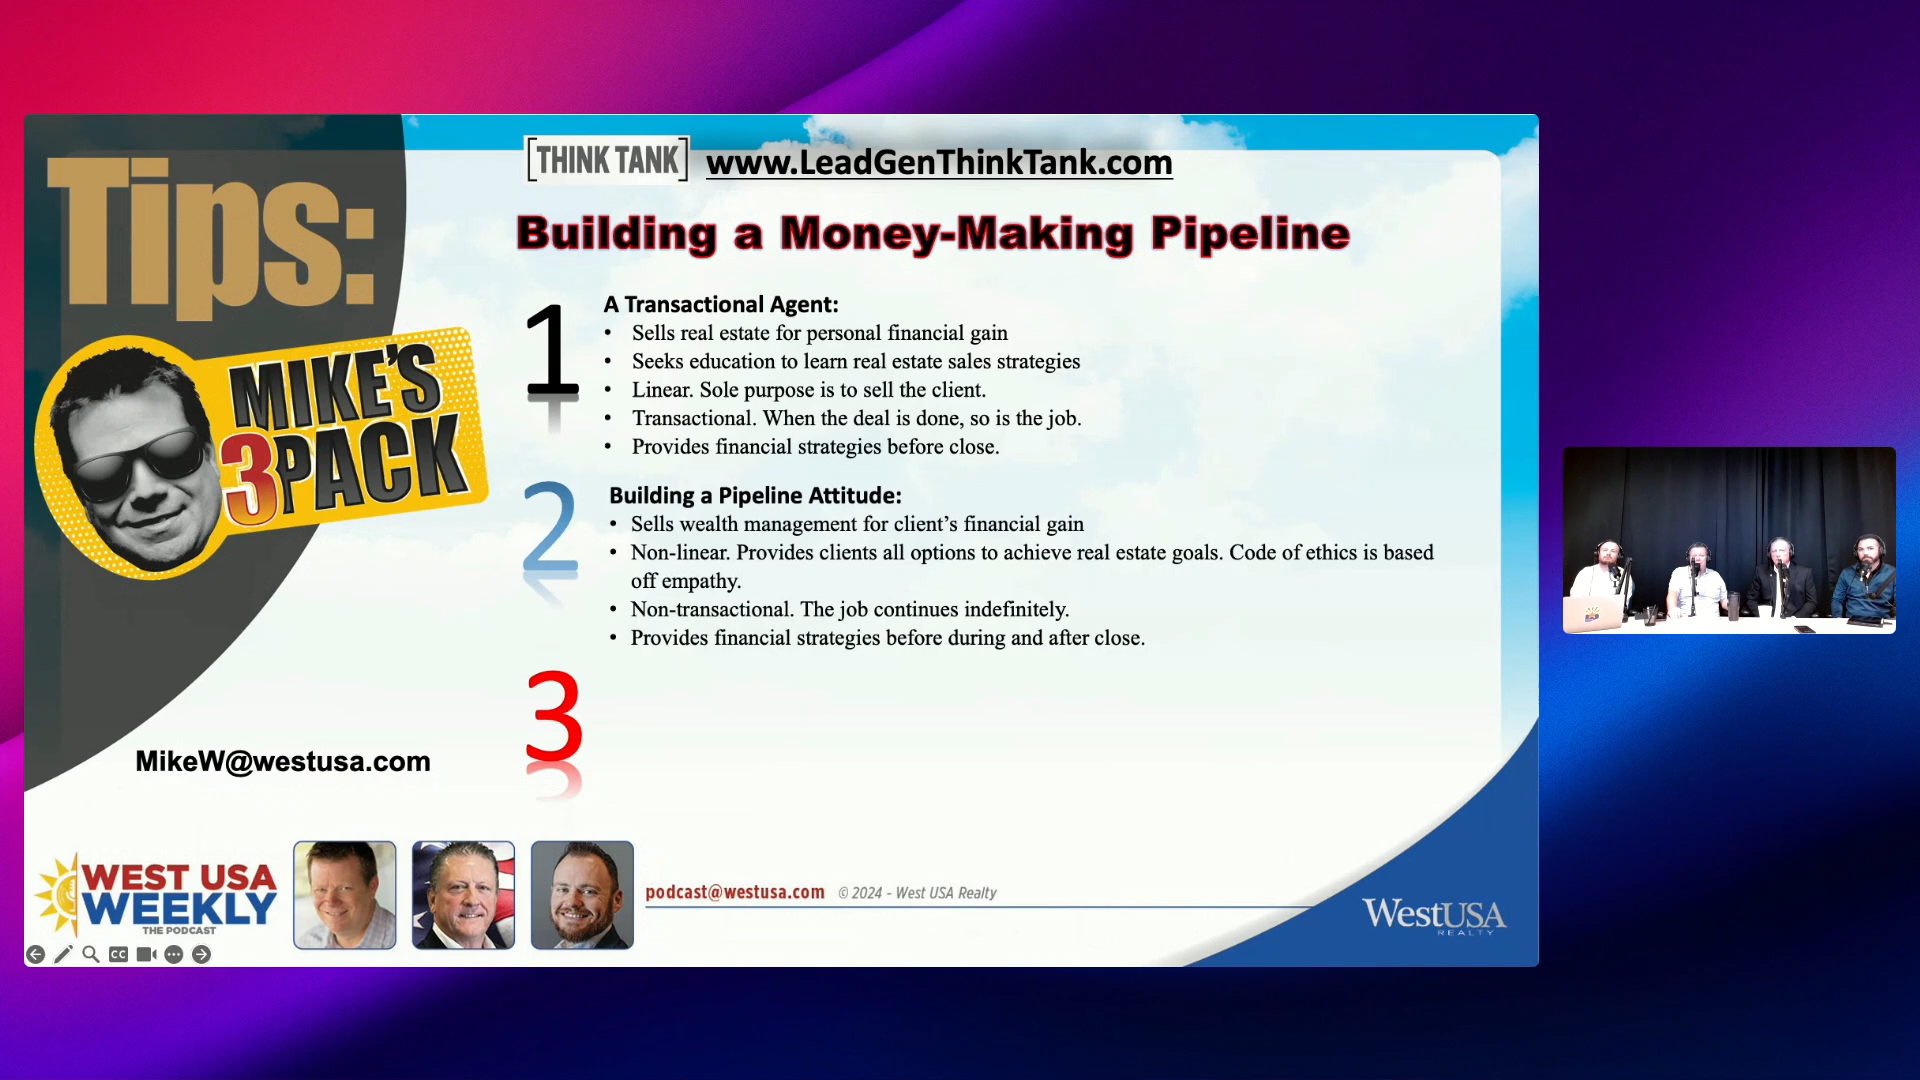 Tips:
MIKE'S
3PACK
MikeW@westusa.com
[THINK TANK]
www.LeadGenThinkTank.com
Building a Money-Making Pipeline
1
A Transactional Agent:
• Sells real estate for personal financial gain
• Seeks education to learn real estate sales strategies
• Linear. Sole purpose is to sell the client.
• Transactional. When the deal is done, so is the job.
• Provides financial strategies before close.
2
Building a Pipeline Attitude:
• Sells wealth management for client's financial gain
• Non-linear. Provides clients all options to achieve real estate goals. Code of ethics is based
off empathy.
• Non-transactional. The job continues indefinitely.
• Provides financial strategies before during and after close.
3
WEST USA
WEEKLY
THE PODCAST
podcast@westusa.com © 2024 - West USA Realty
WestUSA
REALTY
CC